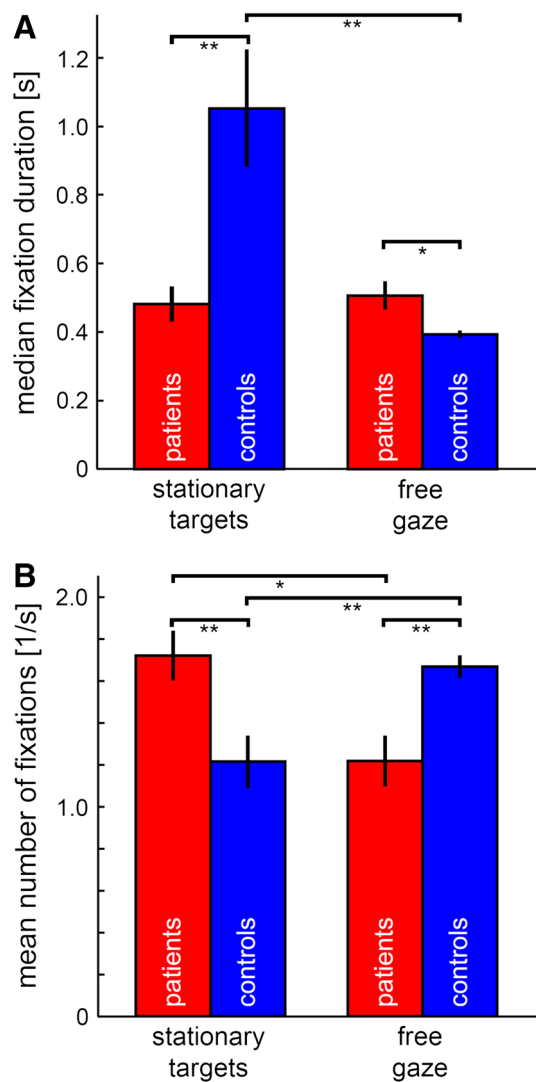 A
median fixation duration [s]
1.2
1.0
0.8
0.6
0.4
0.2
0
**
**
*
patients
controls
patients
controls
stationary
targets
free
gaze
B
mean number of fixations [1/s]
2.0
1.0
0
*
**
**
**
patients
controls
patients
controls
stationary
targets
free
gaze